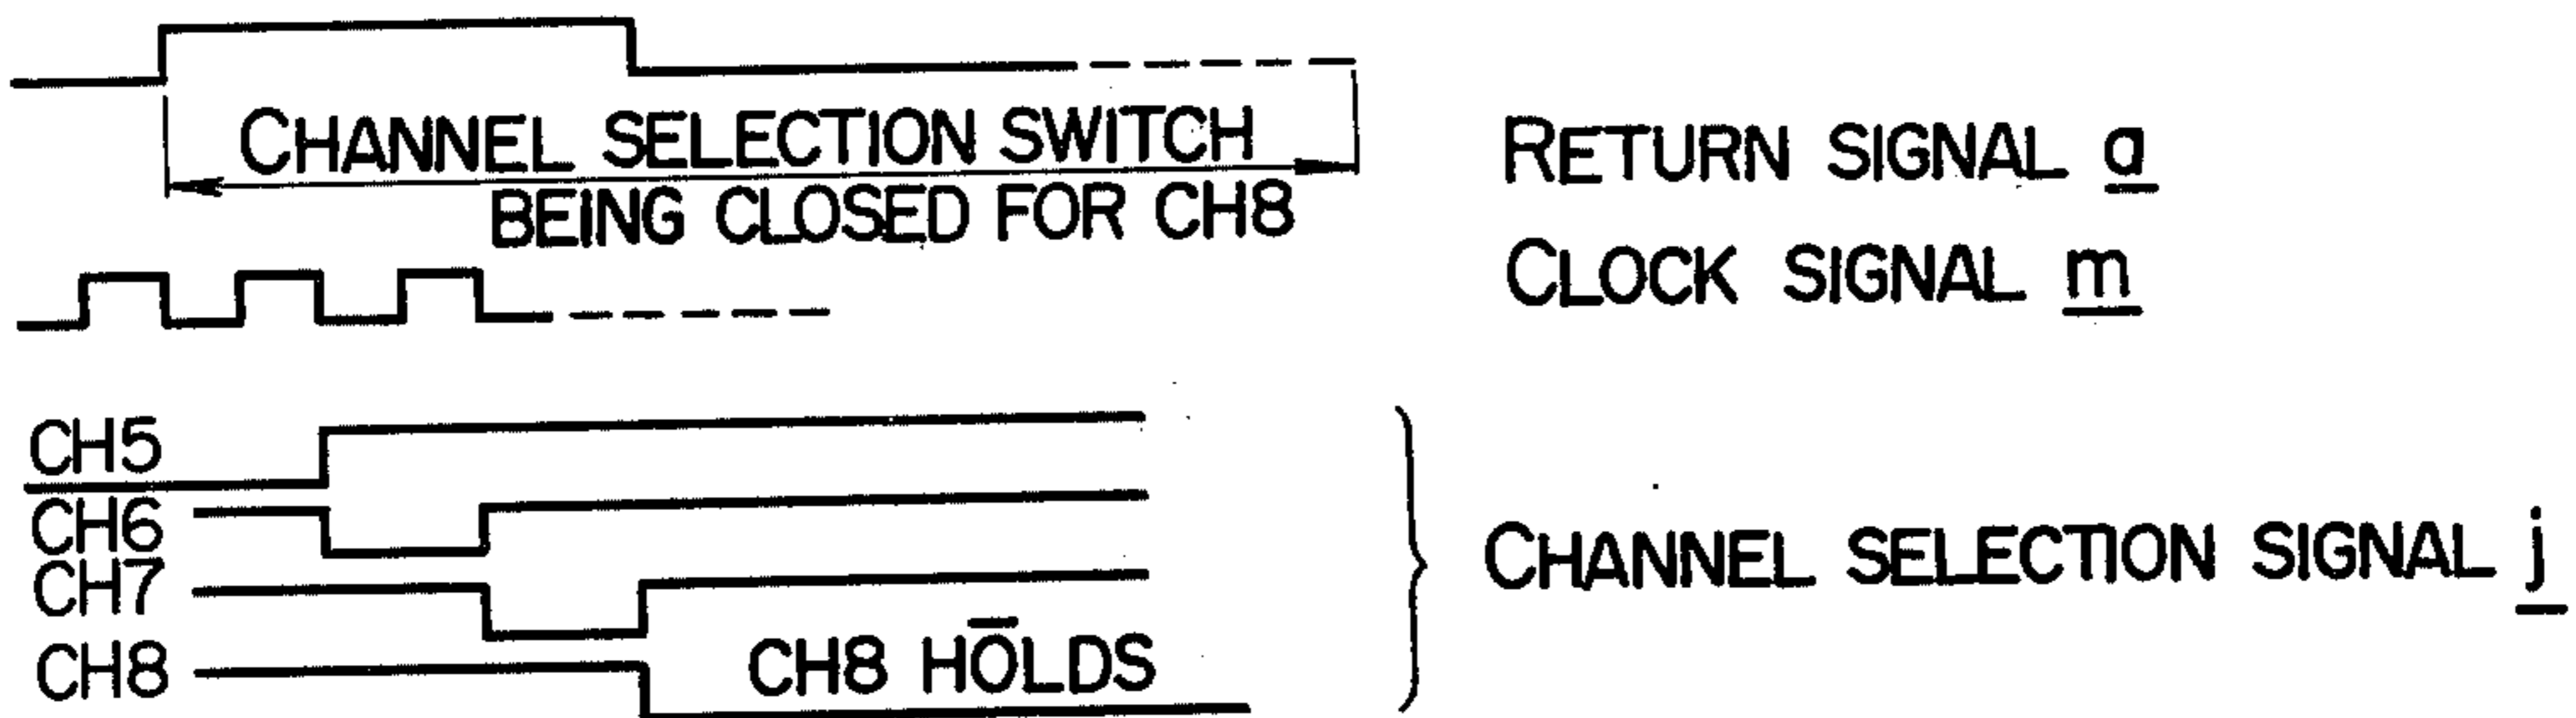 CHANNEL SELECTION SWITCH
BEING CLOSED FOR CH8
RETURN SIGNAL a
CLOCK SIGNAL m
CH5
CH6
CH7
CH8
CH8 HŌLDS
CHANNEL SELECTION SIGNAL j